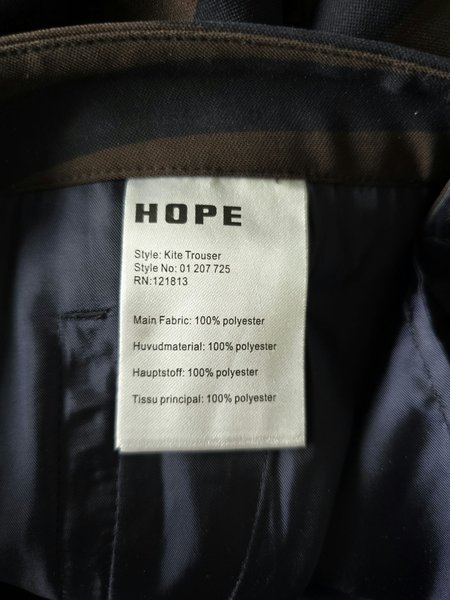 HOPE
Style: Kite Trouser
Style No: 01 207 725
RN:121813
Main Fabric: 100% polyester
Huvudmaterial: 100% polyester
Hauptstoff: 100% polyester
Tissu principal: 100% polyester